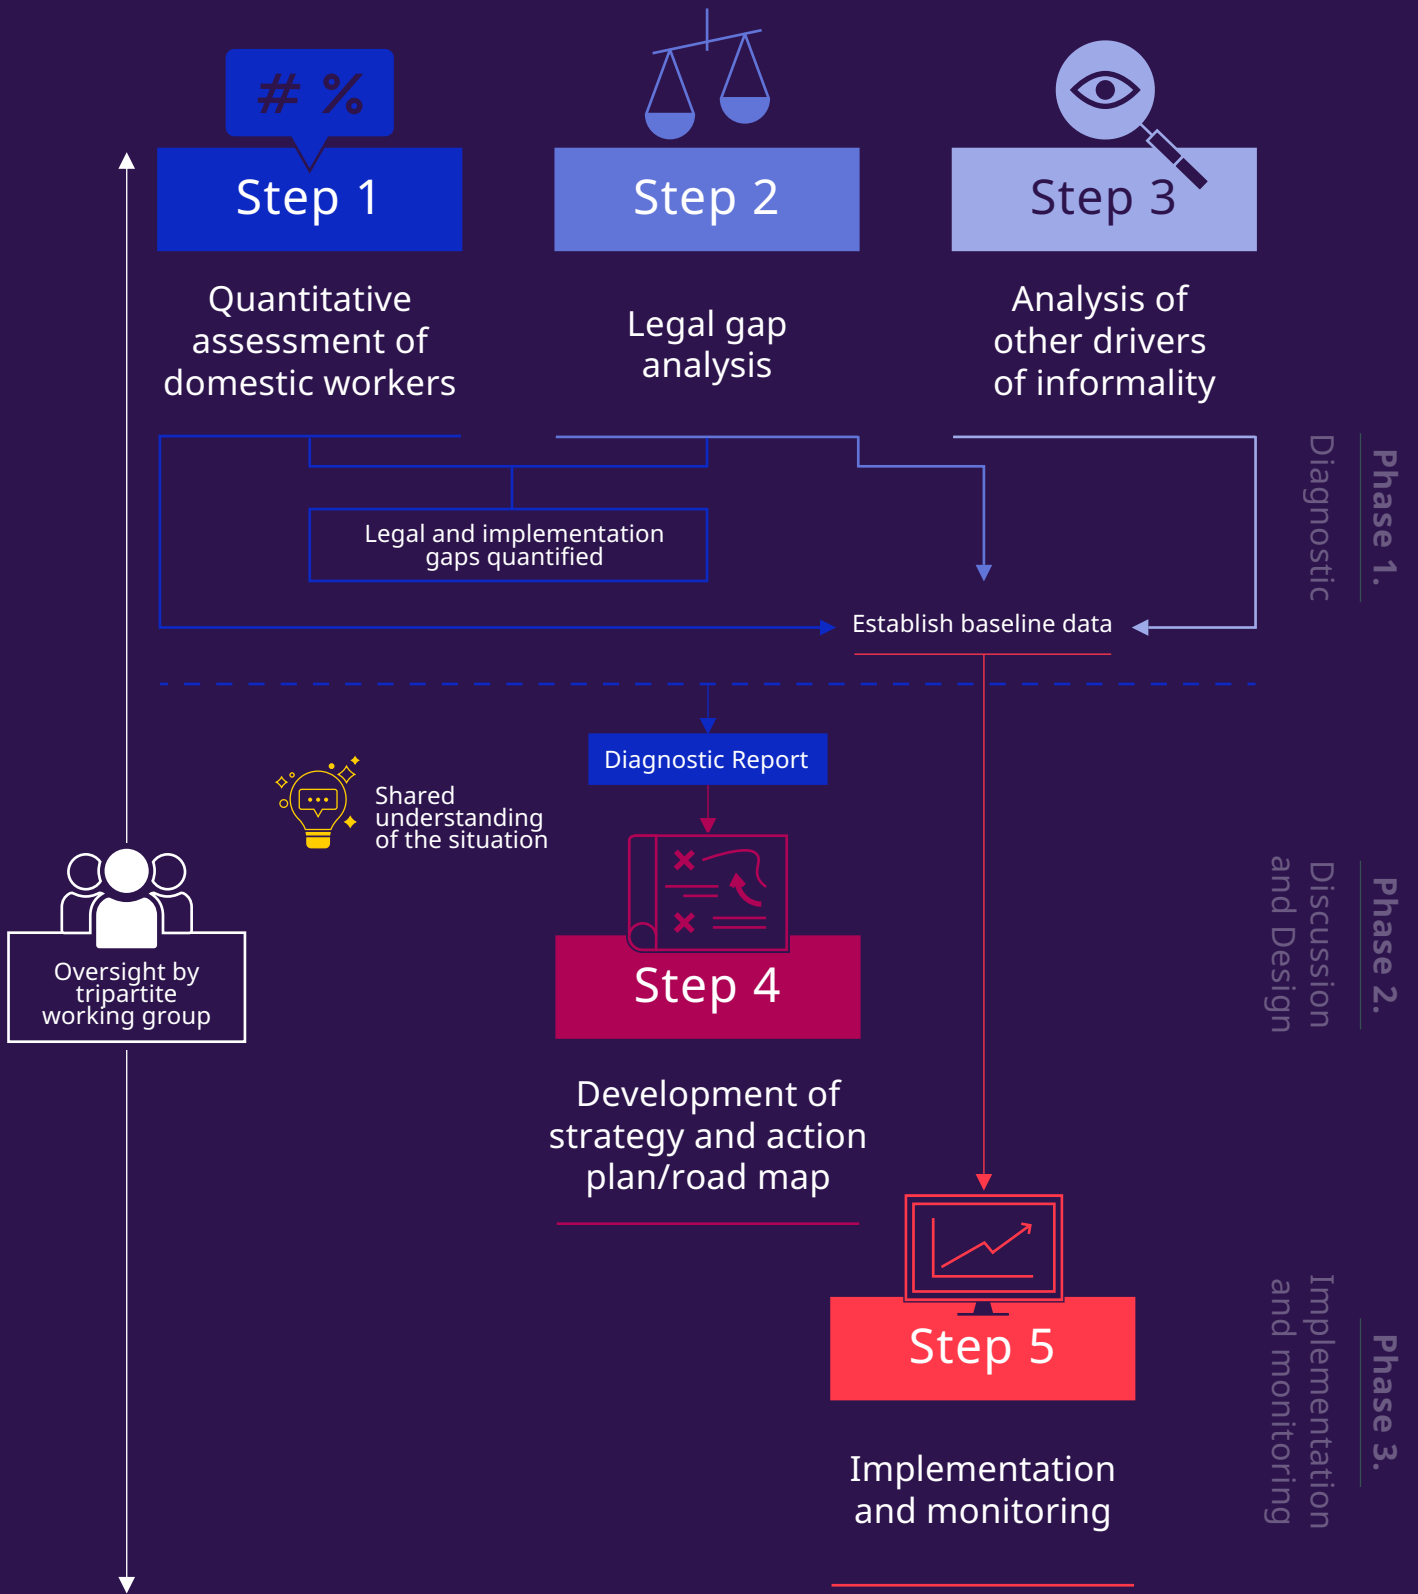 # %
Step 1
Step 2
Step 3
Quantitative
assessment of
domestic workers
Legal gap
analysis
Analysis of
other drivers
of informality
Phase 1.
Diagnostic
Legal and implementation
gaps quantified
Establish baseline data
Diagnostic Report
Shared
understanding
of the situation
Oversight by
tripartite
working group
Step 4
Development of
strategy and action
plan/road map
Phase 2.
Discussion
and Design
Step 5
Implementation
and monitoring
Phase 3.
Implementation
and monitoring